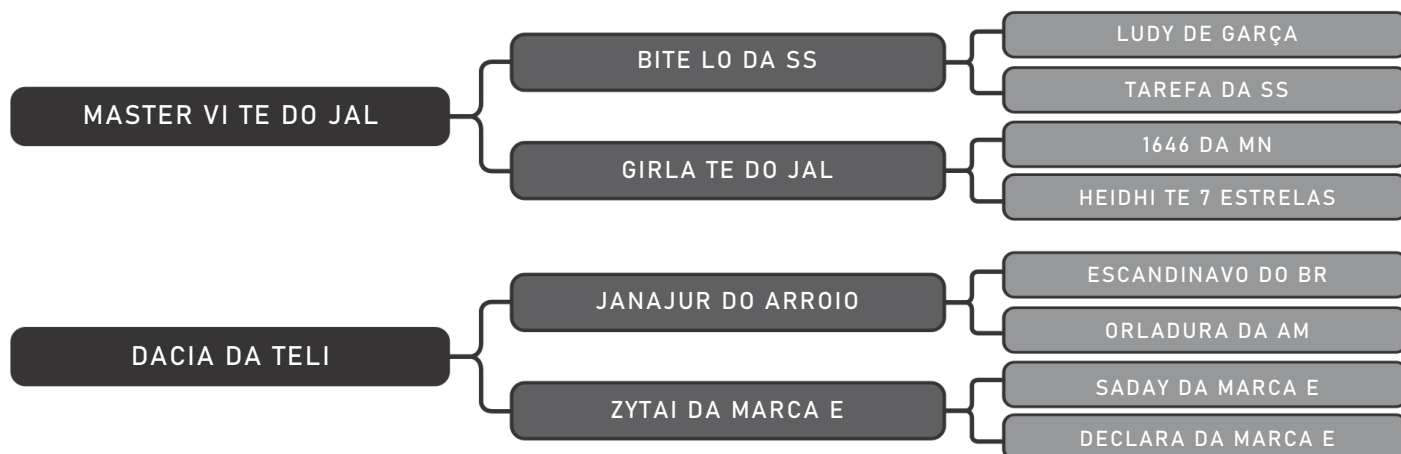 MASTER VI TE DO JAL
BITE LO DA SS
LUDY DE GARÇA
TAREFA DA SS
GIRLA TE DO JAL
1646 DA MN
HEIDHI TE 7 ESTRELAS
DACIA DA TELI
JANAJUR DO ARROIO
ESCANDINAVO DO BR
ORLADURA DA AM
ZYTAI DA MARCA E
SADAY DA MARCA E
DECLARA DA MARCA E